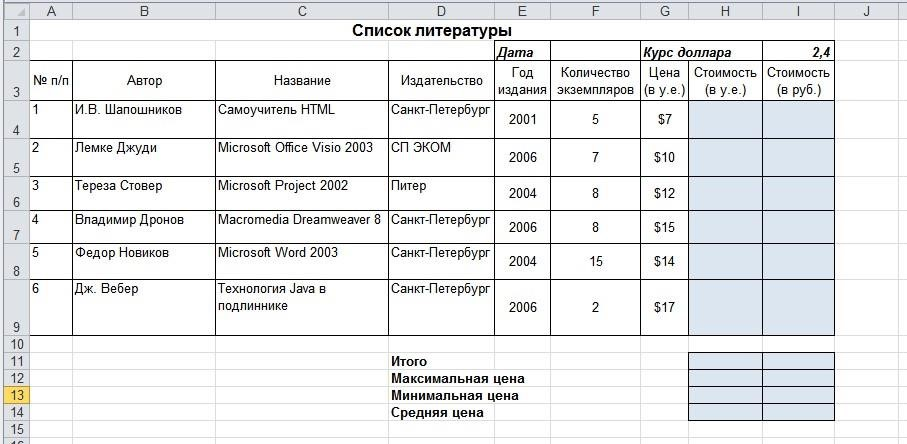 A B C D E F G H I J
1 Список литературы
2 Дата Курс доллара 2,4
3 № п/п Автор Название Издательство Год издания Количество экземпляров Цена (в у.е.) Стоимость (в у.е.) Стоимость (в руб.)
4 1 И.В. Шапошников Самоучитель HTML Санкт-Петербург 2001 5 $7
5 2 Лемке Джуди Microsoft Office Visio 2003 СП ЭКОМ 2006 7 $10
6 3 Тереза Стовер Microsoft Project 2002 Питер 2004 8 $12
7 4 Владимир Дронов Macromedia Dreamweaver 8 Санкт-Петербург 2006 8 $15
8 5 Федор Новиков Microsoft Word 2003 Санкт-Петербург 2004 15 $14
9 6 Дж. Вебер Технология Java в подлиннике Санкт-Петербург 2006 2 $17
10
11 Итого
12 Максимальная цена
13 Минимальная цена
14 Средняя цена
15